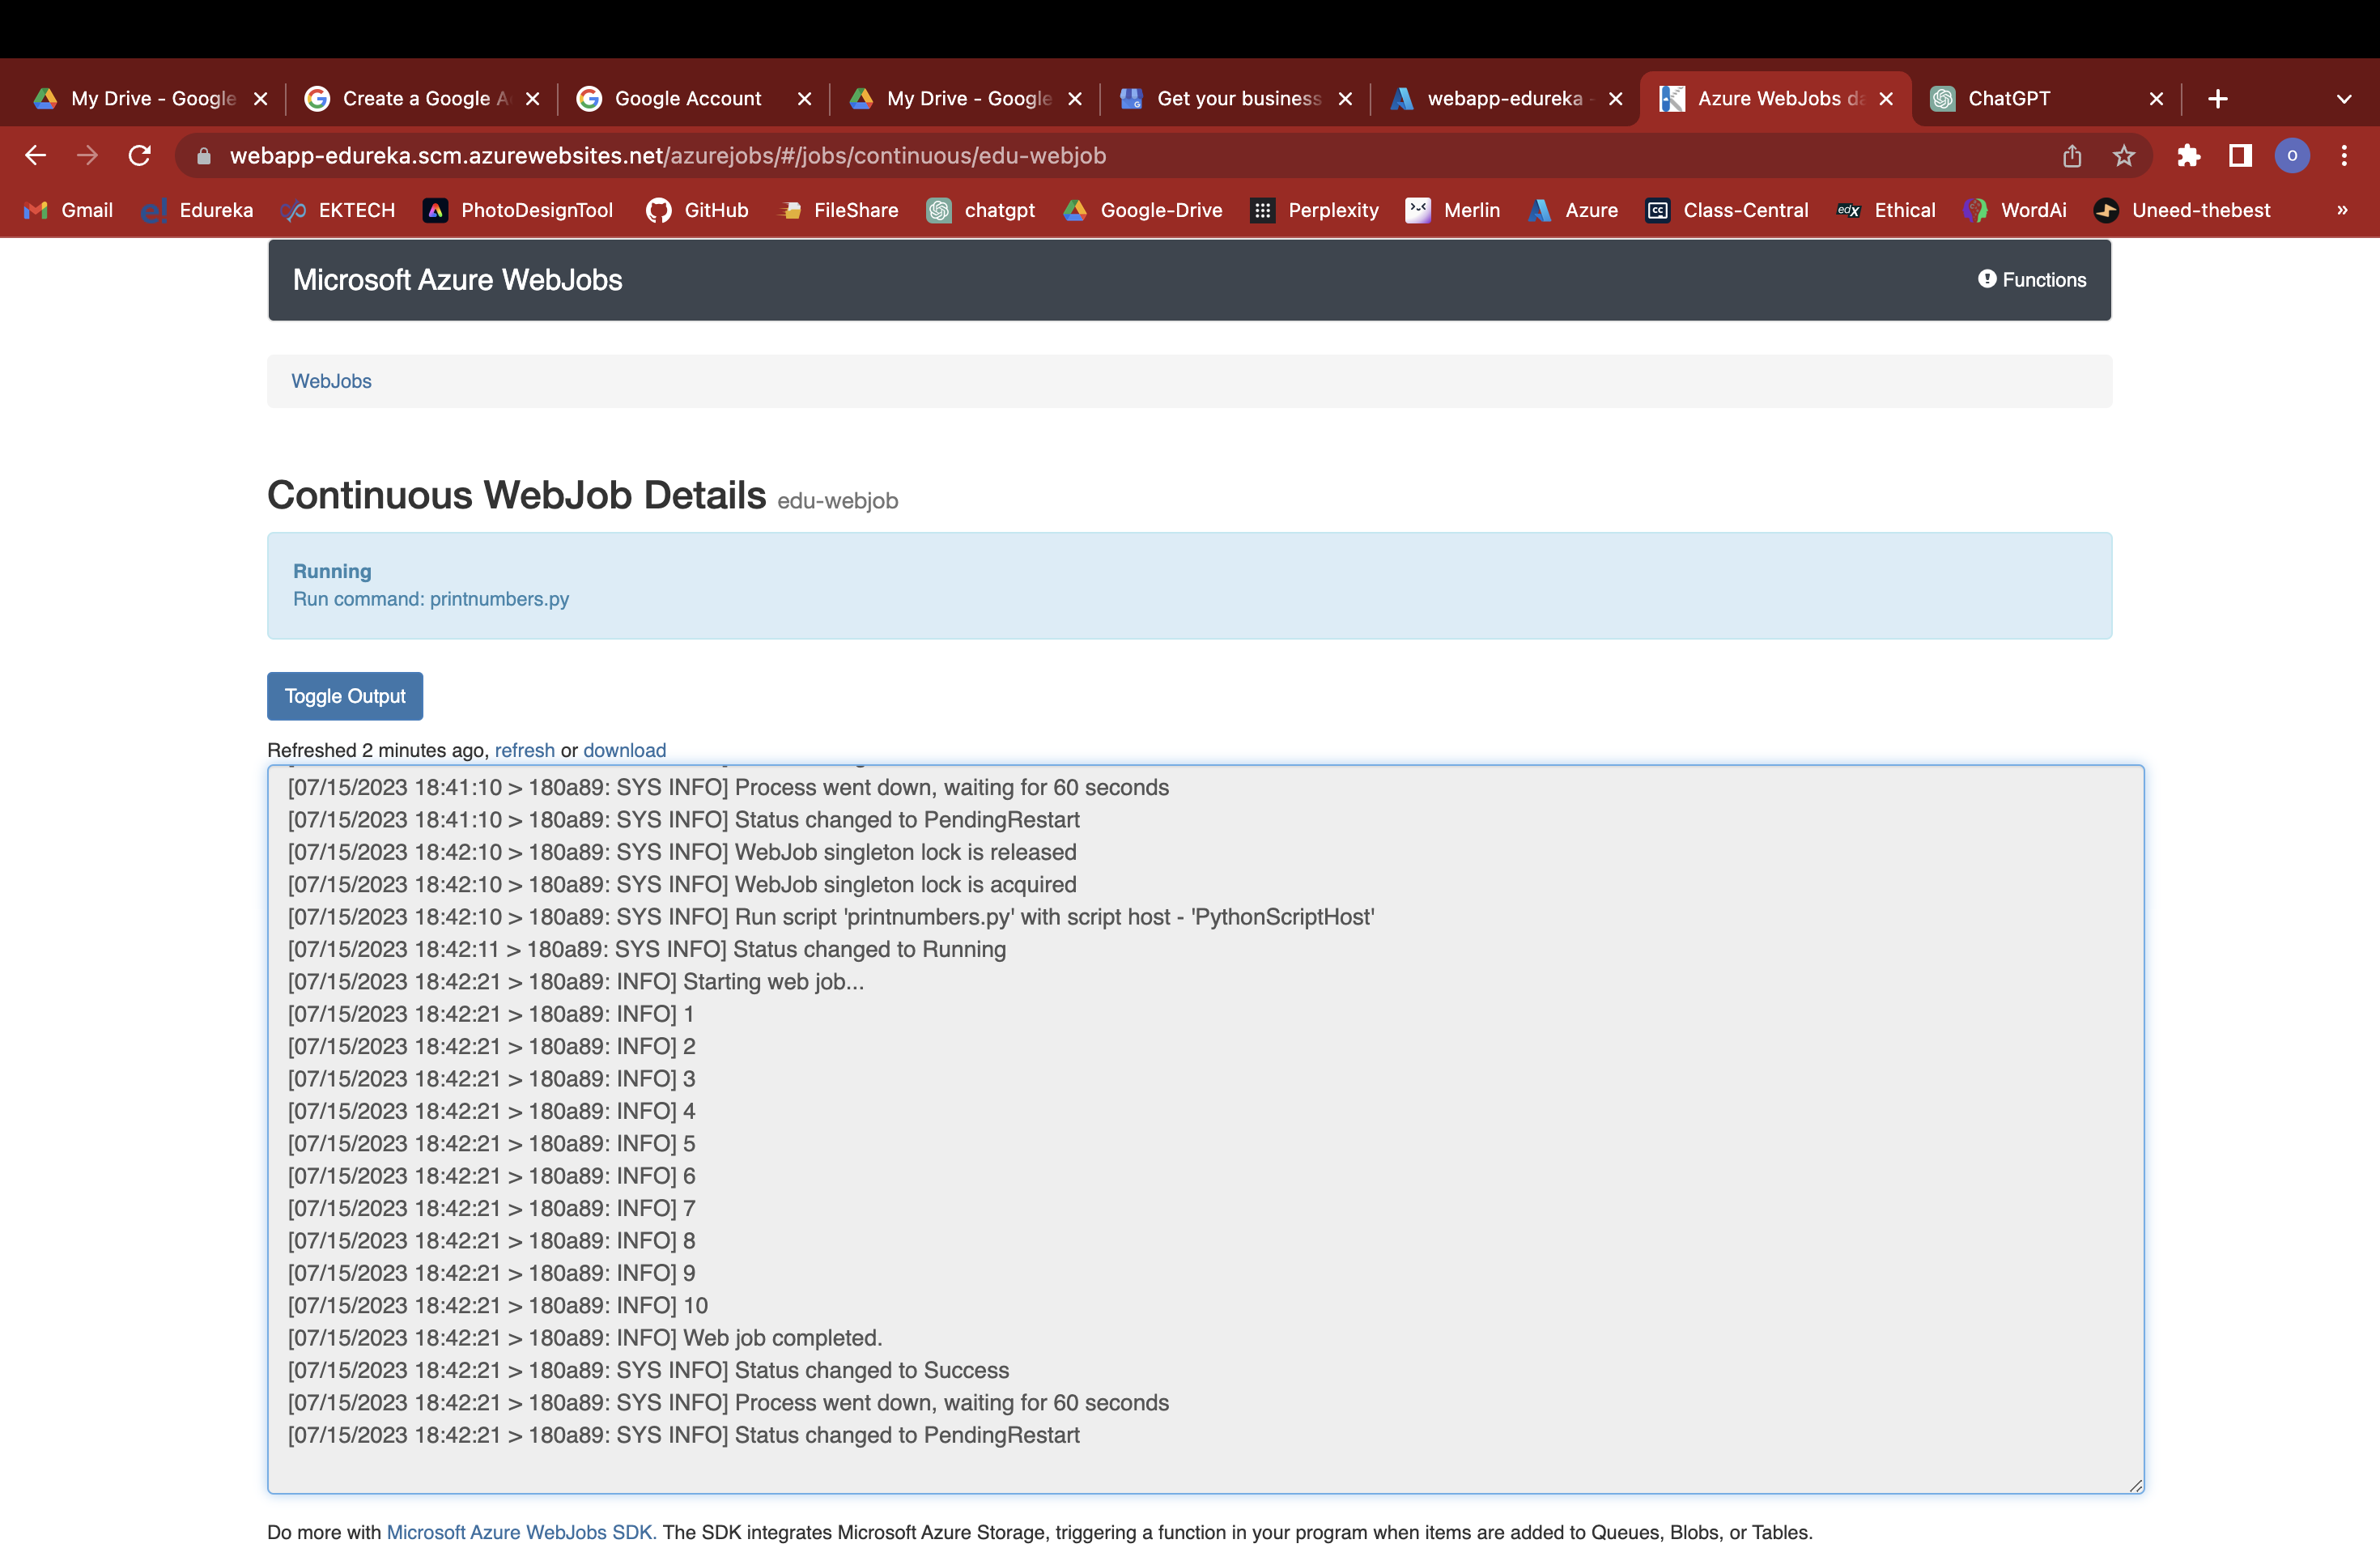 My Drive - Google
Create a Google A
Google Account
My Drive - Google
Get your business
webapp-edureka -
Azure WebJobs da
ChatGPT
webapp-edureka.scm.azurewebsites.net/azurejobs/#/jobs/continuous/edu-webjob
O
Gmail
Edureka
EKTECH
PhotoDesignTool
GitHub
FileShare
chatgpt
Google-Drive
Perplexity
Merlin
Azure
Class-Central
Ethical
WordAi
Uneed-thebest
»
Microsoft Azure WebJobs
Functions
WebJobs
Continuous WebJob Details edu-webjob
Running
Run command: printnumbers.py
Toggle Output
Refreshed 2 minutes ago, refresh or download
[07/15/2023 18:41:10 > 180a89: SYS INFO] Process went down, waiting for 60 seconds
[07/15/2023 18:41:10 > 180a89: SYS INFO] Status changed to PendingRestart
[07/15/2023 18:42:10 > 180a89: SYS INFO] WebJob singleton lock is released
[07/15/2023 18:42:10 > 180a89: SYS INFO] WebJob singleton lock is acquired
[07/15/2023 18:42:10 > 180a89: SYS INFO] Run script 'printnumbers.py' with script host - 'PythonScriptHost'
[07/15/2023 18:42:11 > 180a89: SYS INFO] Status changed to Running
[07/15/2023 18:42:21 > 180a89: INFO] Starting web job...
[07/15/2023 18:42:21 > 180a89: INFO] 1
[07/15/2023 18:42:21 > 180a89: INFO] 2
[07/15/2023 18:42:21 > 180a89: INFO] 3
[07/15/2023 18:42:21 > 180a89: INFO] 4
[07/15/2023 18:42:21 > 180a89: INFO] 5
[07/15/2023 18:42:21 > 180a89: INFO] 6
[07/15/2023 18:42:21 > 180a89: INFO] 7
[07/15/2023 18:42:21 > 180a89: INFO] 8
[07/15/2023 18:42:21 > 180a89: INFO] 9
[07/15/2023 18:42:21 > 180a89: INFO] 10
[07/15/2023 18:42:21 > 180a89: INFO] Web job completed.
[07/15/2023 18:42:21 > 180a89: SYS INFO] Status changed to Success
[07/15/2023 18:42:21 > 180a89: SYS INFO] Process went down, waiting for 60 seconds
[07/15/2023 18:42:21 > 180a89: SYS INFO] Status changed to PendingRestart
Do more with Microsoft Azure WebJobs SDK. The SDK integrates Microsoft Azure Storage, triggering a function in your program when items are added to Queues, Blobs, or Tables.